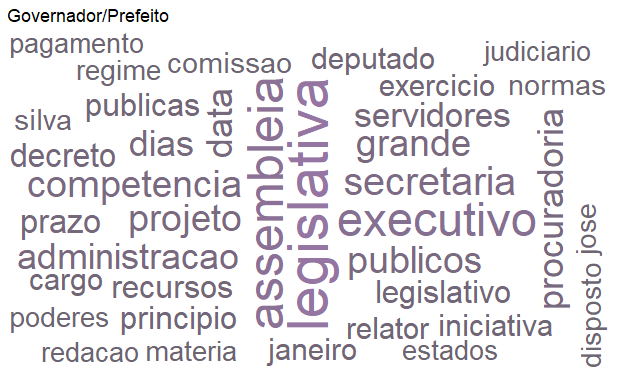 Governador/Prefeito
pagamento
regime
comissao
deputado
judiciario
silva
publicas
data
exercicio
normas
decreto
dias
assembleia
legislativa
servidores
grande
procuradoria
competencia
secretaria
prazo
projeto
executivo
jose
administracao
publicos
disposto
cargo
recursos
legislativo
poderes
principio
relator
iniciativa
redacao
materia
janeiro
estados